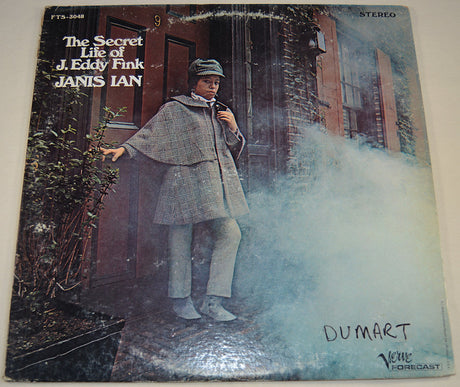 FTS-3048
STEREO
9
The Secret
Life of
J. Eddy Fink
JANIS IAN
DUMART
Verve
FORECAST